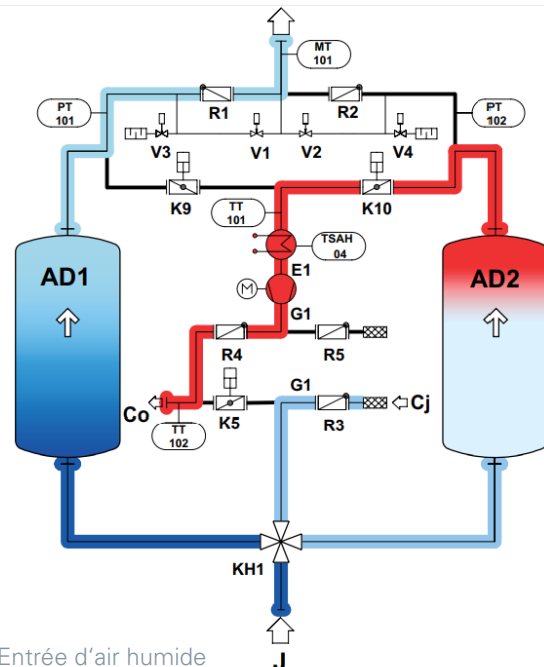 MT
101
PT
101
R1
R2
PT
102
V3
V1
V2
V4
K9
TT
101
K10
TSAH
04
AD1
E1
AD2
M
G1
R4
R5
G1
Co
K5
R3
Cj
TT
102
KH1
Entrée d‘air humide
J